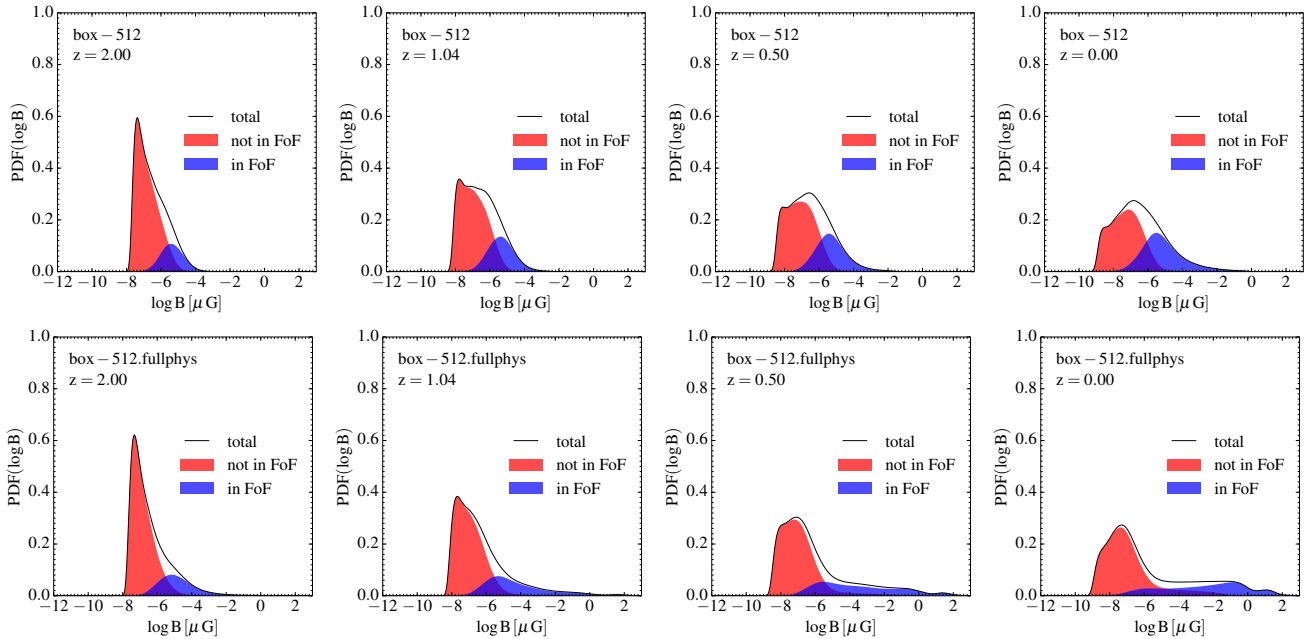 box − 512
z = 2.00
total
not in FoF
in FoF
PDF(log B)
1.0
0.8
0.6
0.4
0.2
0.0
−12 −10 −8 −6 −4 −2 0 2
log B [μ G]
box − 512
z = 1.04
total
not in FoF
in FoF
PDF(log B)
1.0
0.8
0.6
0.4
0.2
0.0
−12 −10 −8 −6 −4 −2 0 2
log B [μ G]
box − 512
z = 0.50
total
not in FoF
in FoF
PDF(log B)
1.0
0.8
0.6
0.4
0.2
0.0
−12 −10 −8 −6 −4 −2 0 2
log B [μ G]
box − 512
z = 0.00
total
not in FoF
in FoF
PDF(log B)
1.0
0.8
0.6
0.4
0.2
0.0
−12 −10 −8 −6 −4 −2 0 2
log B [μ G]
box − 512.fullphys
z = 2.00
total
not in FoF
in FoF
PDF(log B)
1.0
0.8
0.6
0.4
0.2
0.0
−12 −10 −8 −6 −4 −2 0 2
log B [μ G]
box − 512.fullphys
z = 1.04
total
not in FoF
in FoF
PDF(log B)
1.0
0.8
0.6
0.4
0.2
0.0
−12 −10 −8 −6 −4 −2 0 2
log B [μ G]
box − 512.fullphys
z = 0.50
total
not in FoF
in FoF
PDF(log B)
1.0
0.8
0.6
0.4
0.2
0.0
−12 −10 −8 −6 −4 −2 0 2
log B [μ G]
box − 512.fullphys
z = 0.00
total
not in FoF
in FoF
PDF(log B)
1.0
0.8
0.6
0.4
0.2
0.0
−12 −10 −8 −6 −4 −2 0 2
log B [μ G]